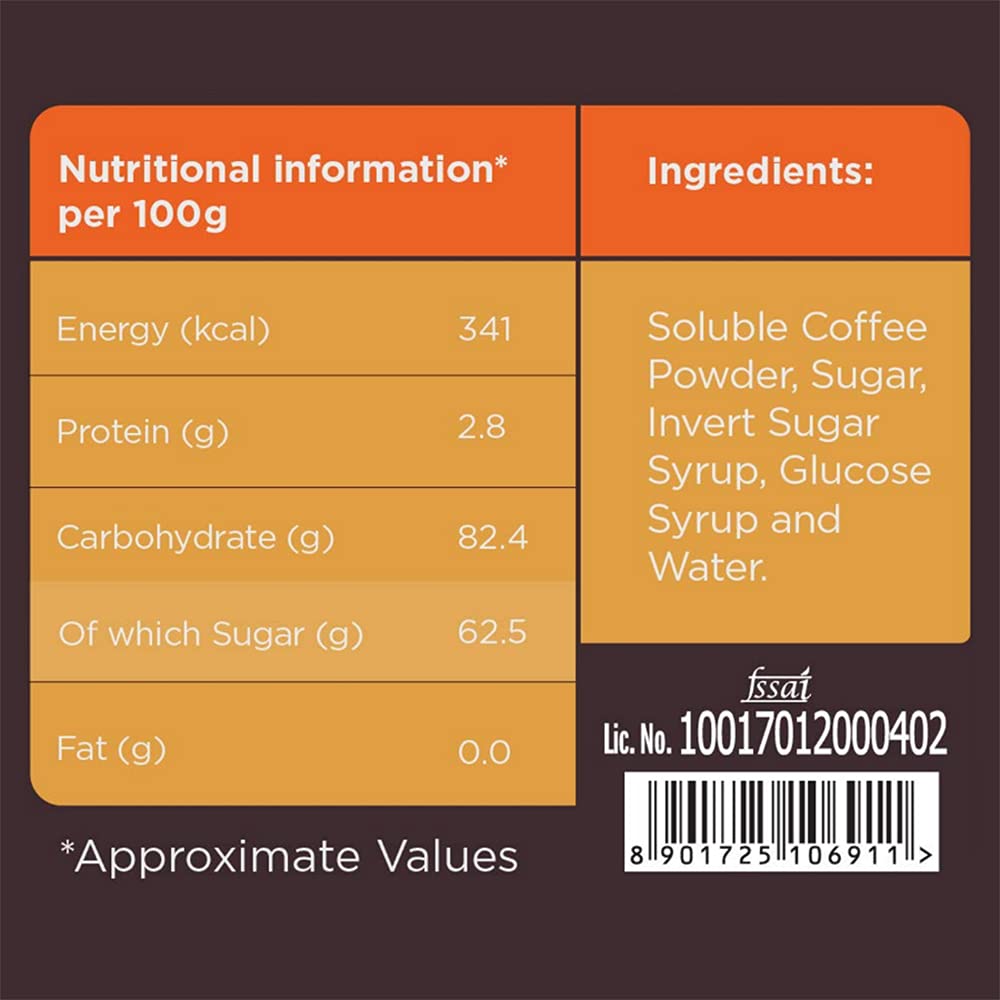 Nutritional information*
per 100g
Energy (kcal) 341
Protein (g) 2.8
Carbohydrate (g) 82.4
Of which Sugar (g) 62.5
Fat (g) 0.0
*Approximate Values
Ingredients:
Soluble Coffee
Powder, Sugar,
Invert Sugar
Syrup, Glucose
Syrup and
Water.
fssai
Lic. No. 10017012000402
8 901725 106911 >